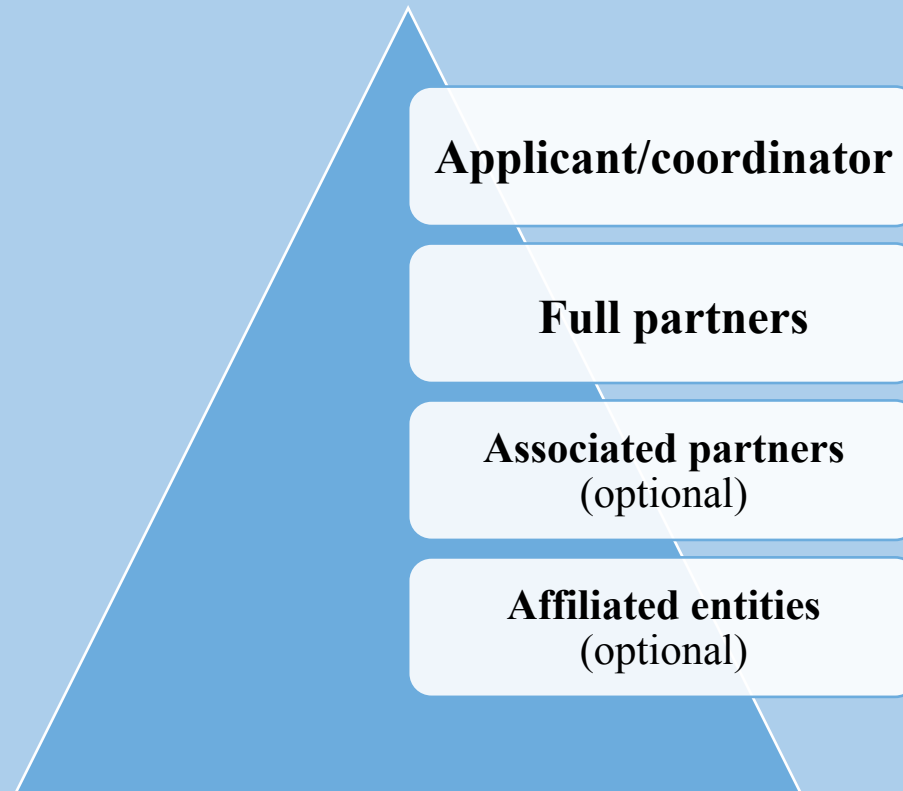 Applicant/coordinator
Full partners
Associated partners
(optional)
Affiliated entities
(optional)